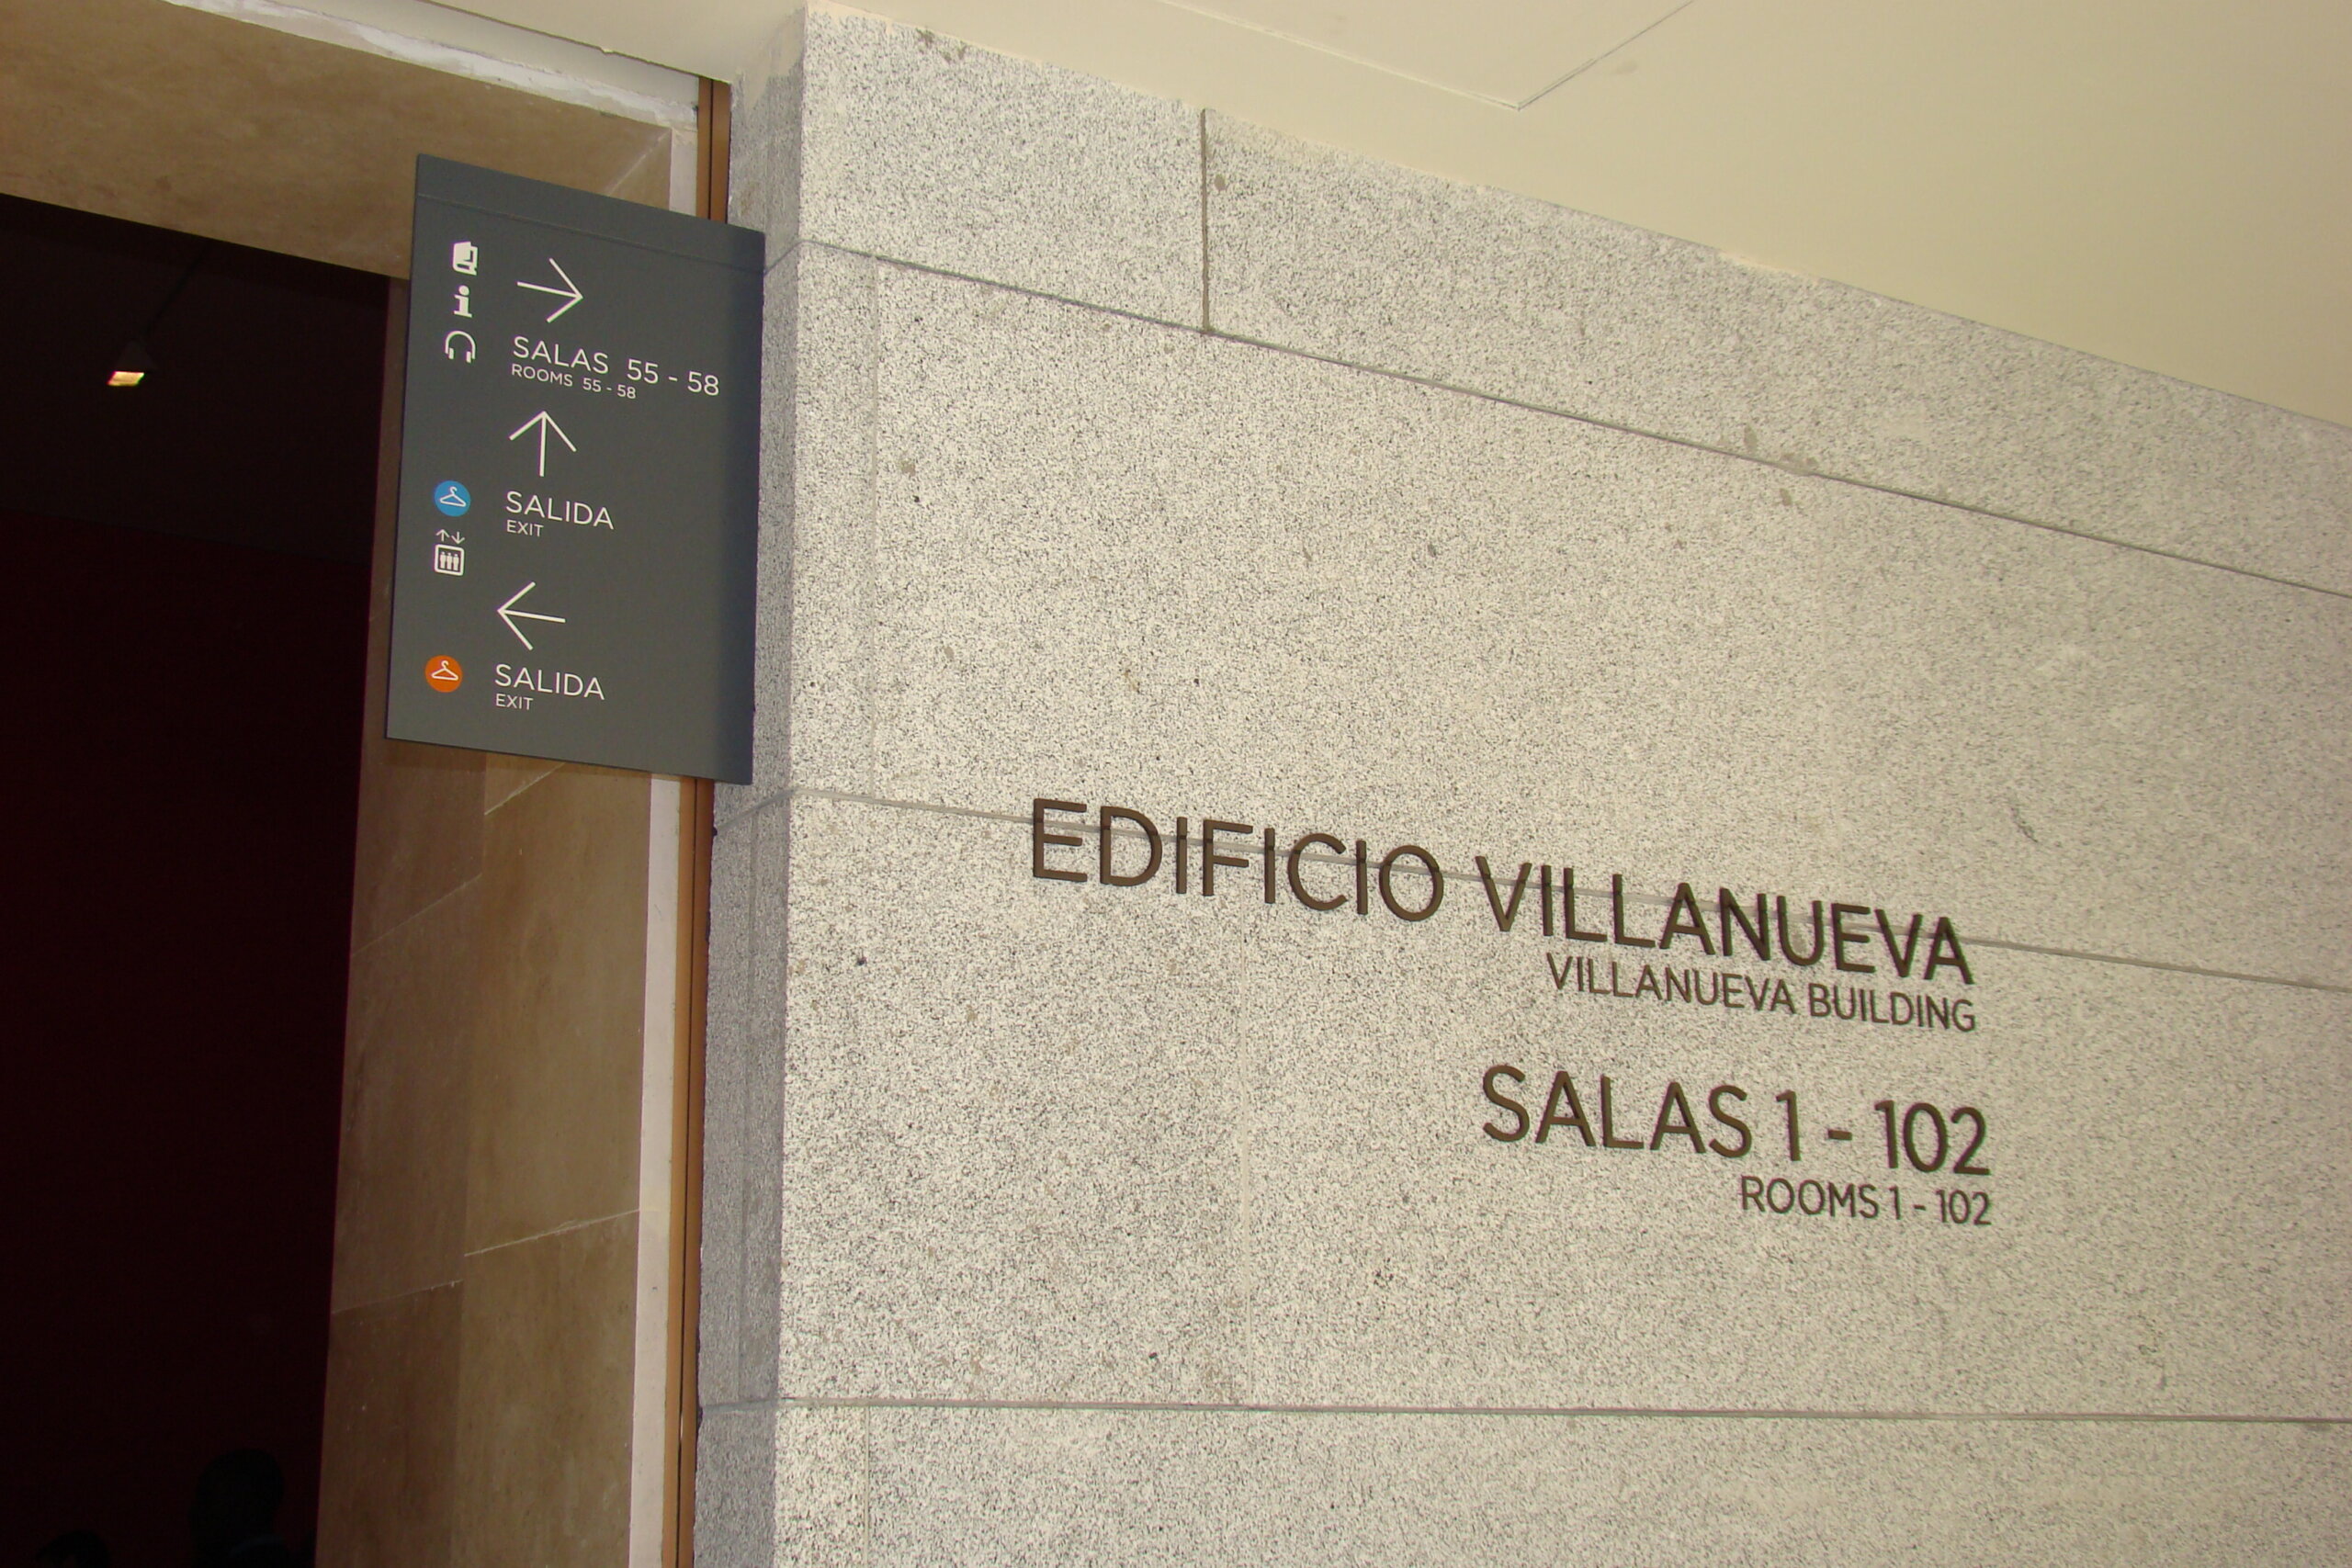 SALAS 55 - 58
ROOMS 55 - 58
SALIDA
EXIT
SALIDA
EXIT
EDIFICIO VILLANUEVA
VILLANUEVA BUILDING
SALAS 1 - 102
ROOMS 1 - 102